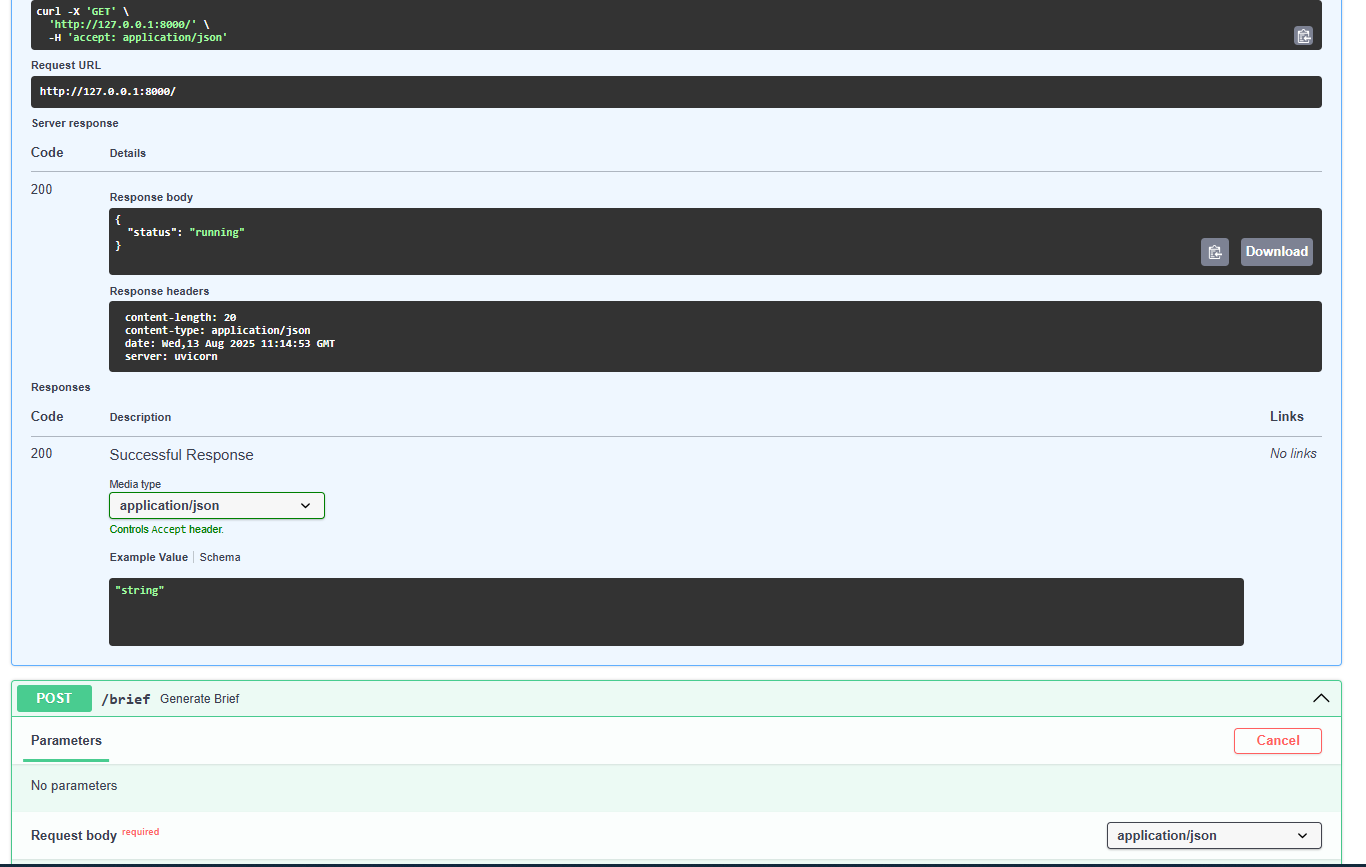 curl -X 'GET' \
  'http://127.0.0.1:8000/' \
  -H 'accept: application/json'
Request URL
http://127.0.0.1:8000/
Server response
Code Details
200
Response body
{
  "status": "running"
}
Download
Response headers
content-length: 20
content-type: application/json
date: Wed,13 Aug 2025 11:14:53 GMT
server: uvicorn
Responses
Code Description Links
200 Successful Response No links
Media type
application/json
Controls Accept header.
Example Value Schema
"string"
POST /brief Generate Brief
Parameters Cancel
No parameters
Request body required application/json